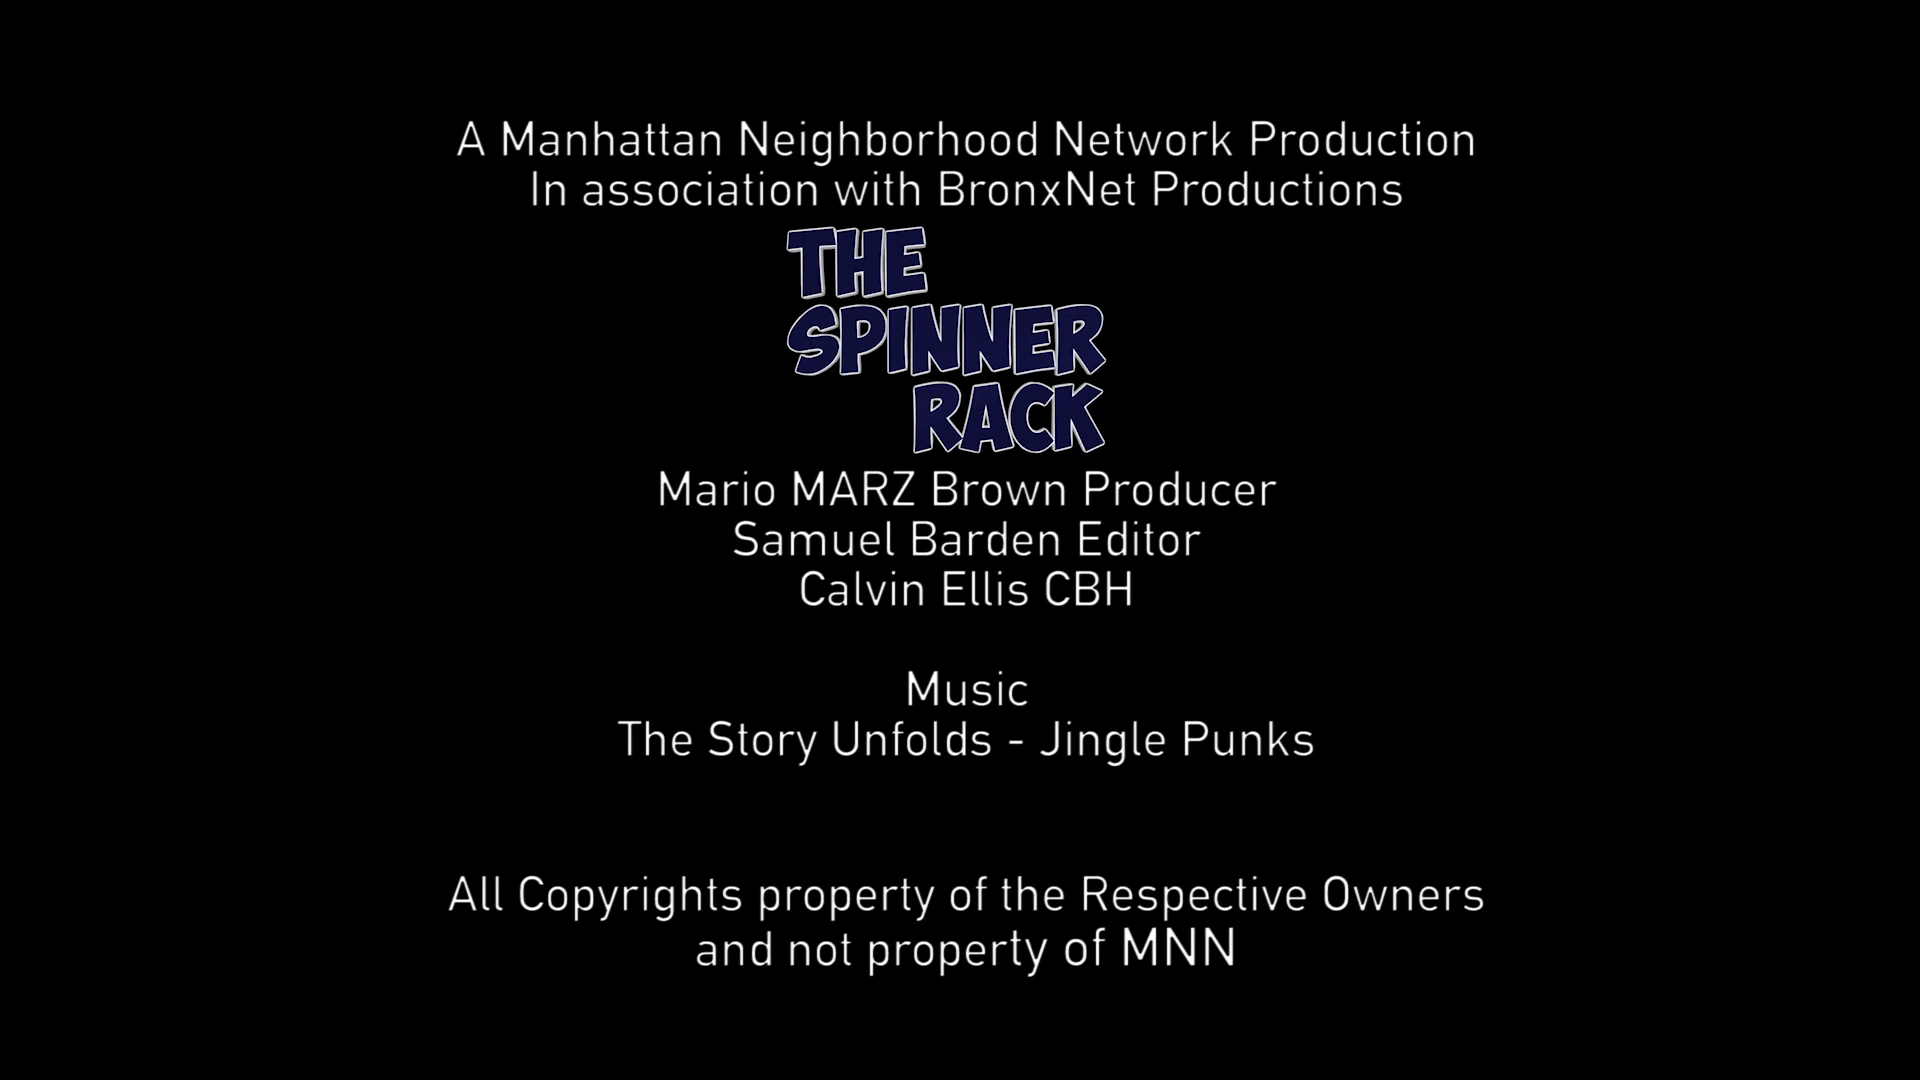 A Manhattan Neighborhood Network Production
In association with BronxNet Productions
THE
SPINNER
RACK
Mario MARZ Brown Producer
Samuel Barden Editor
Calvin Ellis CBH
Music
The Story Unfolds - Jingle Punks
All Copyrights property of the Respective Owners
and not property of MNN